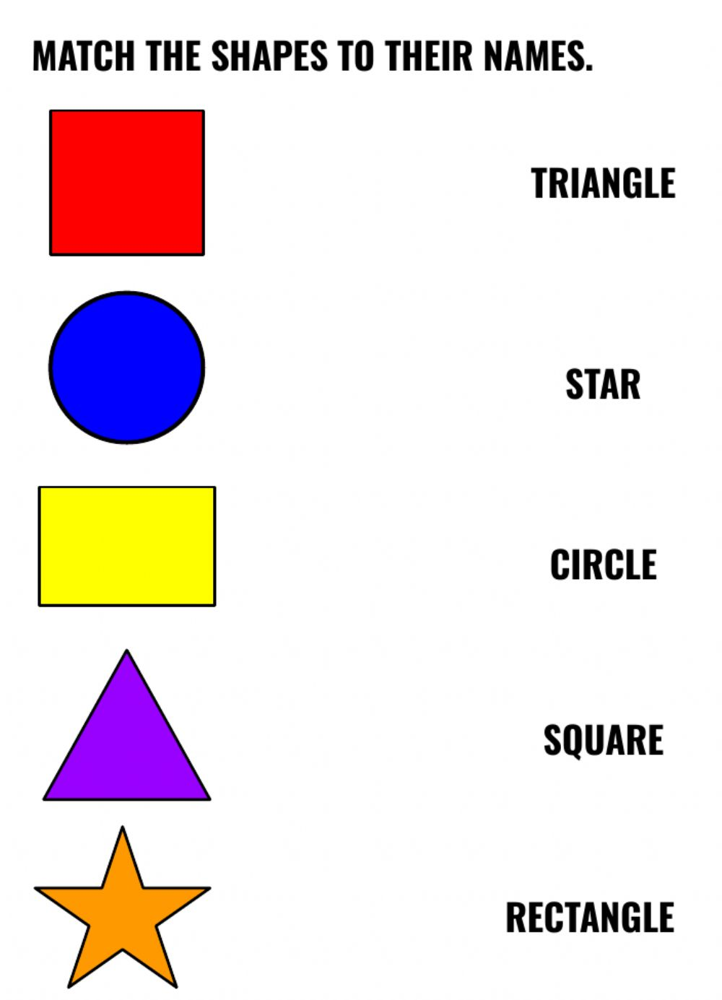 MATCH THE SHAPES TO THEIR NAMES.
TRIANGLE
STAR
CIRCLE
SQUARE
RECTANGLE